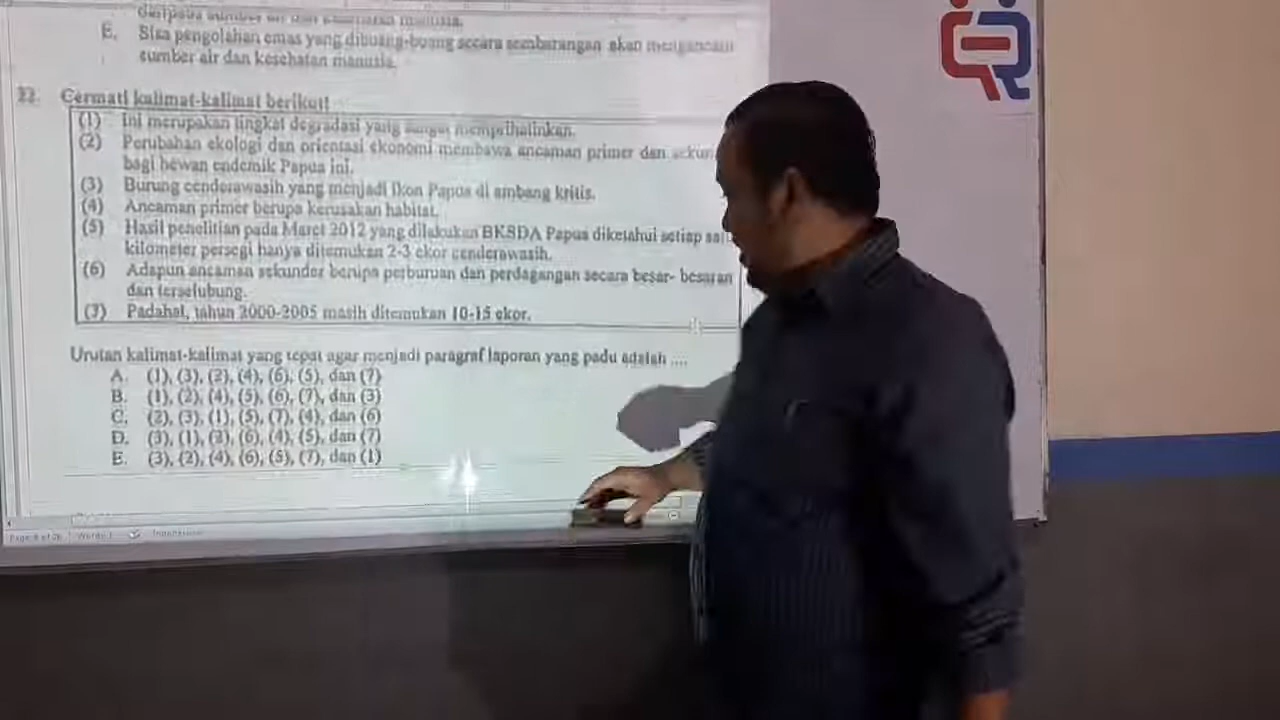 daripada sumber air dan kesehatan manusia.
E. Sisa pengolahan emas yang dibuang-buang secara sembarangan akan mengancam
sumber air dan kesehatan manusia.
22. Cermati kalimat-kalimat berikut!
(1) Ini merupakan tingkat degradasi yang sangat memprihatinkan.
(2) Perubahan ekologi dan orientasi ekonomi membawa ancaman primer dan
bagi hewan endemik Papua ini.
(3) Burung cenderawasih yang menjadi ikon Papua di ambang kritis.
(4) Ancaman primer berupa kerusakan habitat.
(5) Hasil penelitian pada Maret 2012 yang dilakukan BKSDA Papua diketahui setiap satu
kilometer persegi hanya ditemukan 2-3 ekor cenderawasih.
(6) Adapun ancaman sekunder berupa perburuan dan perdagangan secara besar- besaran
dan terselubung.
(7) Padahal, tahun 2000-2005 masih ditemukan 10-15 ekor.
Urutan kalimat-kalimat yang tepat agar menjadi paragraf laporan yang padu adalah ....
A. (1), (3), (2), (4), (6), (5), dan (7)
B. (1), (2), (4), (5), (6), (7), dan (3)
C. (2), (3), (1), (5), (7), (4), dan (6)
D. (3), (1), (2), (6), (4), (5), dan (7)
E. (3), (2), (4), (6), (5), (7), dan (1)